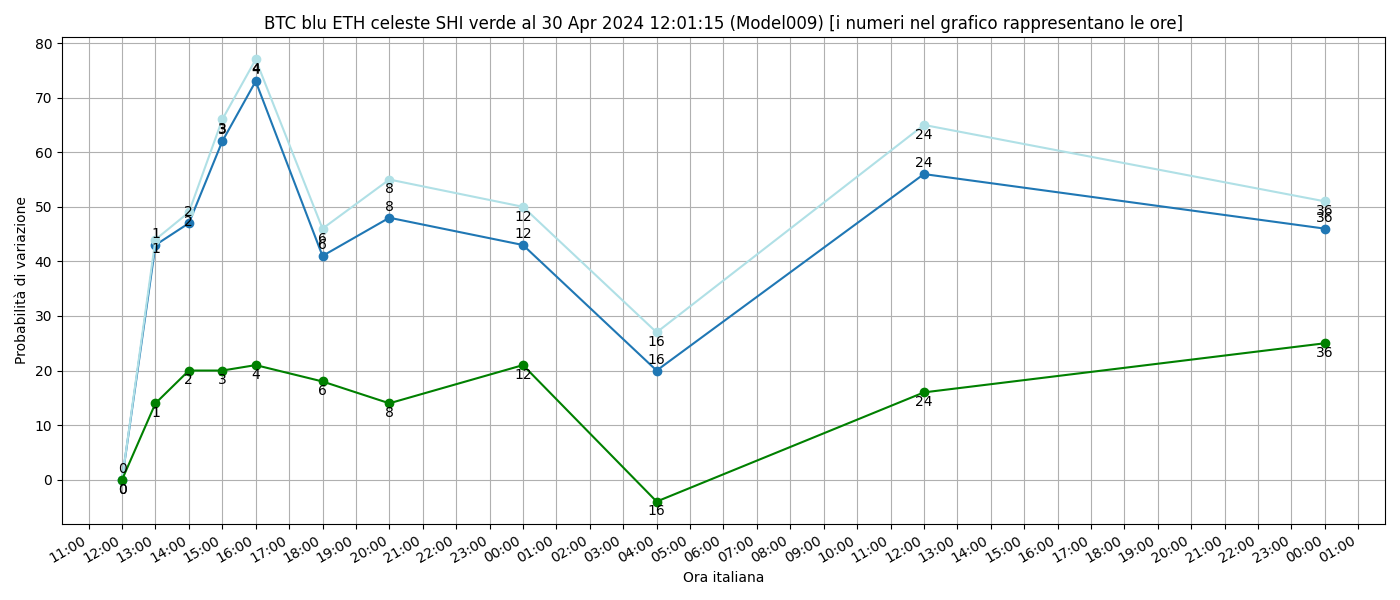 BTC blu ETH celeste SHI verde al 30 Apr 2024 12:01:15 (Model009) [i numeri nel grafico rappresentano le ore]
Probabilità di variazione
80
70
60
50
40
30
20
10
0
0 1 2 3 4 6 8 12 16 24 36
0 1 2 3 4 6 8 12 16 24 36
0 1 2 3 4 6 8 12 16 24 36
11:00 12:00 13:00 14:00 15:00 16:00 17:00 18:00 19:00 20:00 21:00 22:00 23:00 00:00 01:00 02:00 03:00 04:00 05:00 06:00 07:00 08:00 09:00 10:00 11:00 12:00 13:00 14:00 15:00 16:00 17:00 18:00 19:00 20:00 21:00 22:00 23:00 00:00 01:00
Ora italiana